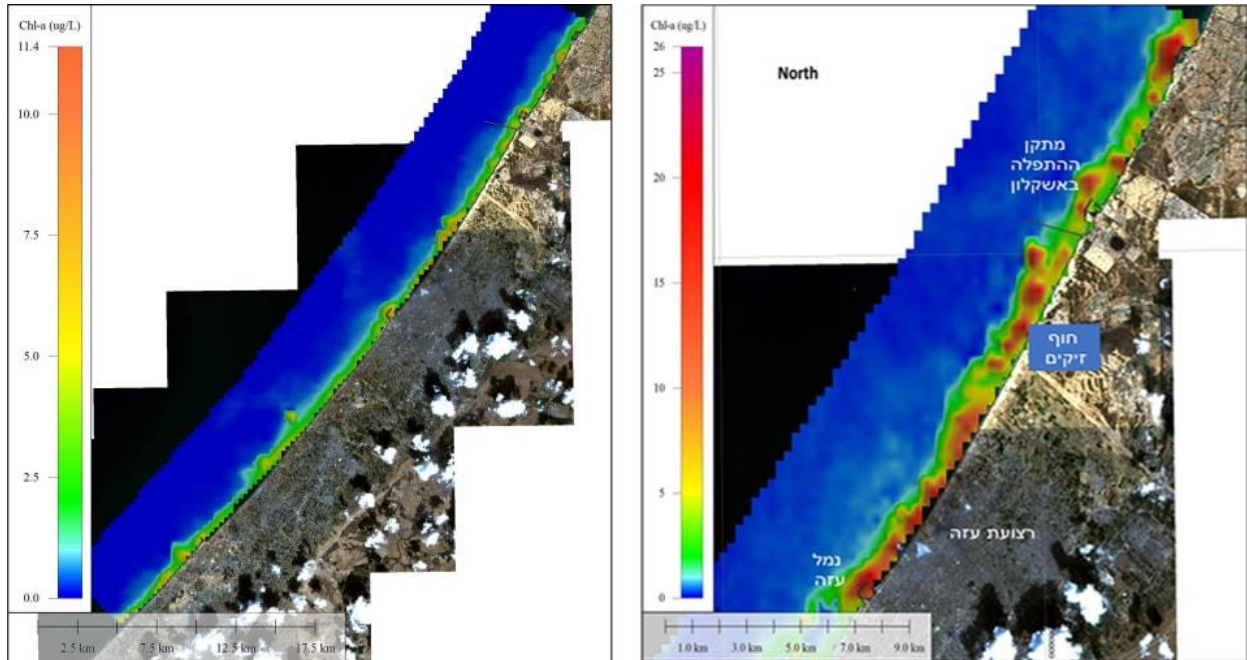 Chl-a (ug/L)
11.4
10.0
7.5
5.0
2.5
0.0
2.5 km
7.5 km
12.5 km
17.5 km
Chl-a (ug/L)
26
25
20
15
10
5
0
North
מתקן
ההתפלה
באשקלון
חוף
זיקים
רצועת עזה
נמל
עזה
1.0 km
3.0 km
5.0 km
7.0 km
9.0 km